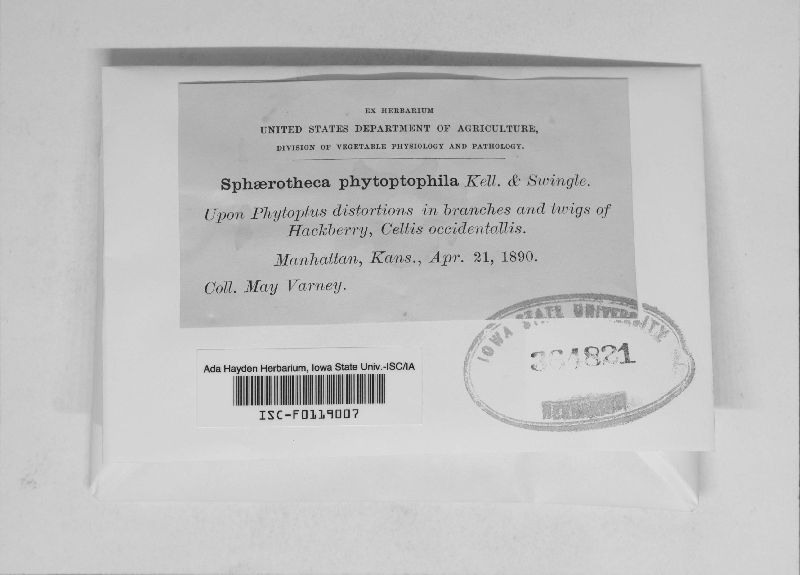 EX HERBARIUM
UNITED STATES DEPARTMENT OF AGRICULTURE,
DIVISION OF VEGETABLE PHYSIOLOGY AND PATHOLOGY.
Sphærotheca phytoptophila Kell. & Swingle.
Upon Phytoptus distortions in branches and twigs of
Hackberry, Celtis occidentallis.
Manhattan, Kans., Apr. 21, 1890.
Coll. May Varney.
IOWA STATE UNIVERSITY
364821
HERBARIUM
Ada Hayden Herbarium, Iowa State Univ.-ISC/IA
ISC-F0119007